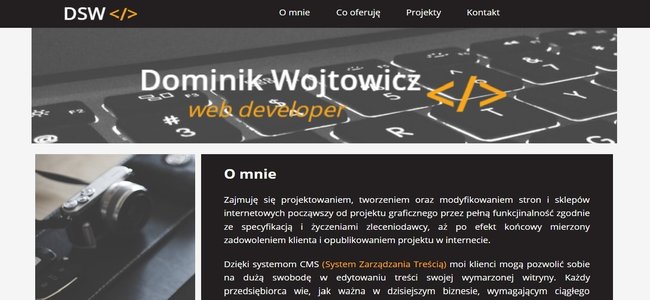 DSW </>
O mnie Co oferuję Projekty Kontakt
Dominik Wojtowicz </>
web developer
O mnie
Zajmuję się projektowaniem, tworzeniem oraz modyfikowaniem stron i sklepów
internetowych począwszy od projektu graficznego przez pełną funkcjinalność zgodnie
ze specyfikacją i życzeniami zleceniodawcy, aż po efekt końcowy mierzony
zadowoleniem klienta i opublikowaniem projektu w internecie.
Dzięki systemom CMS (System Zarządzania Treścią) moi klienci mogą pozwolić sobie
na dużą swobodę w edytowaniu treści swojej wymarzonej witryny. Każdy
przedsiębiorca wie, jak ważna w dzisiejszym biznesie, wymagającym ciągłego